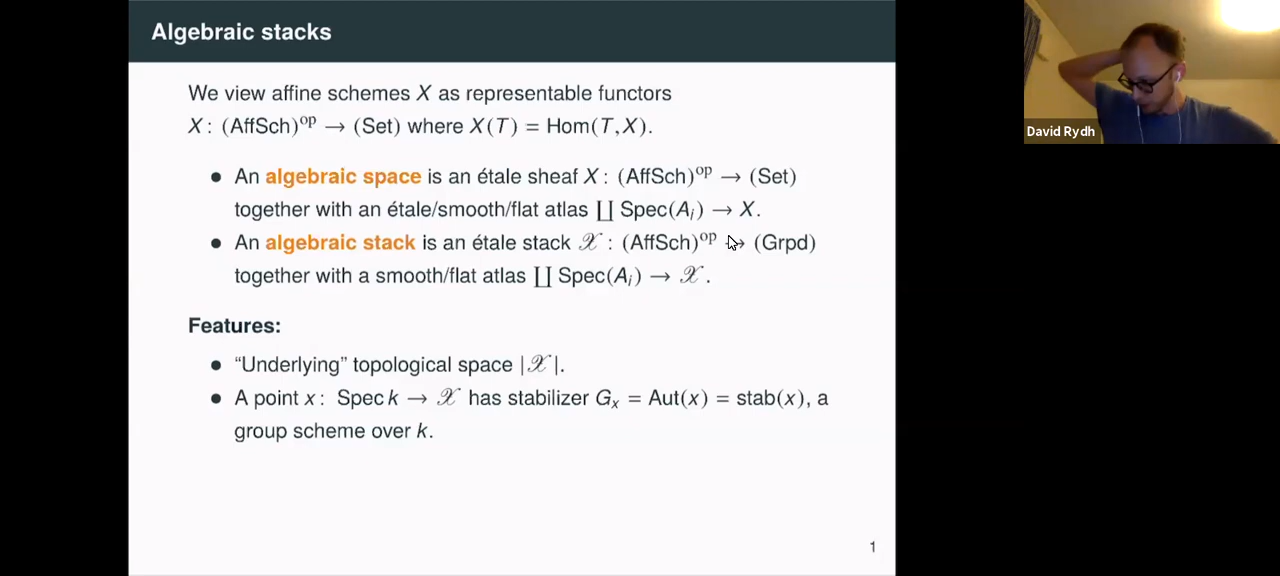 Algebraic stacks
We view affine schemes X as representable functors
X : (AffSch)^op → (Set) where X(T) = Hom(T, X).
• An algebraic space is an étale sheaf X : (AffSch)^op → (Set)
together with an étale/smooth/flat atlas ∐ Spec(A_i) → X.
• An algebraic stack is an étale stack 𝒳 : (AffSch)^op → (Grpd)
together with a smooth/flat atlas ∐ Spec(A_i) → 𝒳.
Features:
• “Underlying” topological space |𝒳|.
• A point x : Spec k → 𝒳 has stabilizer G_x = Aut(x) = stab(x), a
group scheme over k.
1
David Rydh